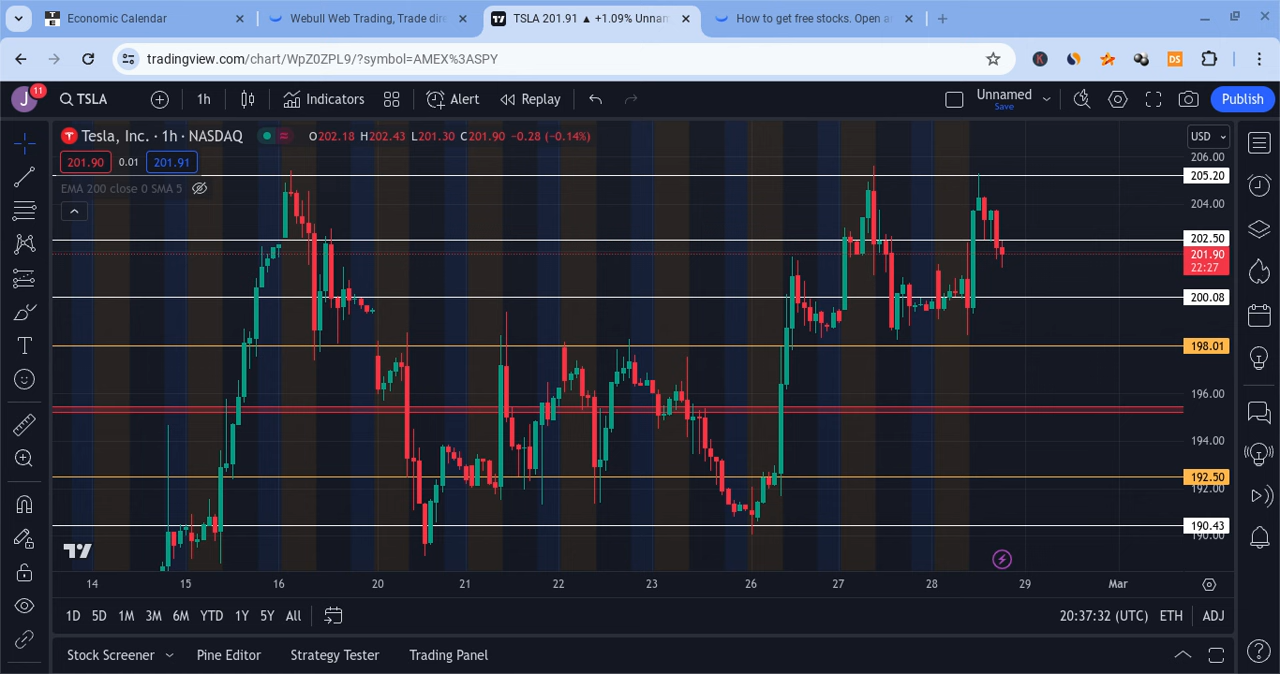 Economic Calendar
Webull Web Trading, Trade dire
TSLA 201.91 ▲ +1.09% Unnam
How to get free stocks. Open a
tradingview.com/chart/WpZ0ZPL9/?symbol=AMEX%3ASPY
K
DS
J
11
TSLA
1h
Indicators
Alert
Replay
Unnamed
Save
Publish
Tesla, Inc. · 1h · NASDAQ
O202.18 H202.43 L201.30 C201.90 −0.28 (−0.14%)
USD
201.90 0.01 201.91
EMA 200 close 0 SMA 5
206.00
205.20
204.00
202.50
201.90
22:27
200.08
198.01
196.00
194.00
192.50
192.00
190.43
190.00
14 15 16 20 21 22 23 26 27 28 29 Mar
1D 5D 1M 3M 6M YTD 1Y 5Y All
20:37:32 (UTC) ETH ADJ
Stock Screener Pine Editor Strategy Tester Trading Panel